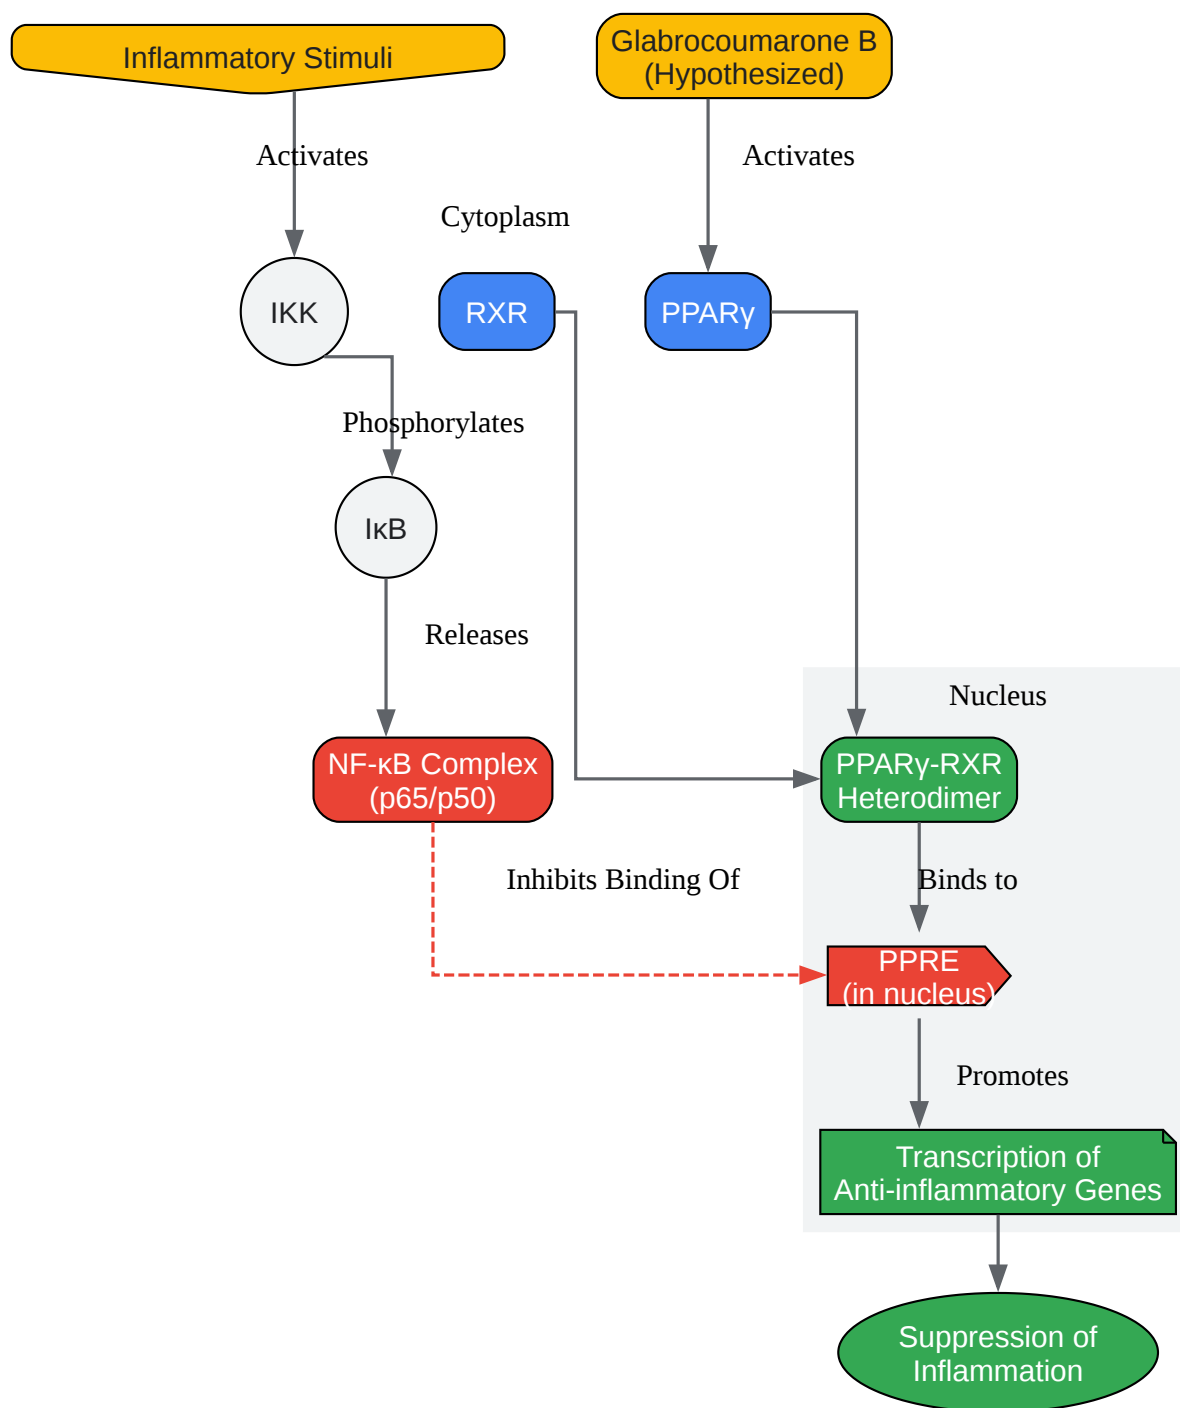 Inflammatory Stimuli
Glabrocoumarone B
(Hypothesized)
Activates
Activates
Cytoplasm
IKK
RXR
PPARγ
Phosphorylates
IκB
Releases
Nucleus
NF-κB Complex
(p65/p50)
PPARγ-RXR
Heterodimer
Inhibits Binding Of
Binds to
PPRE
(in nucleus)
Promotes
Transcription of
Anti-inflammatory Genes
Suppression of
Inflammation